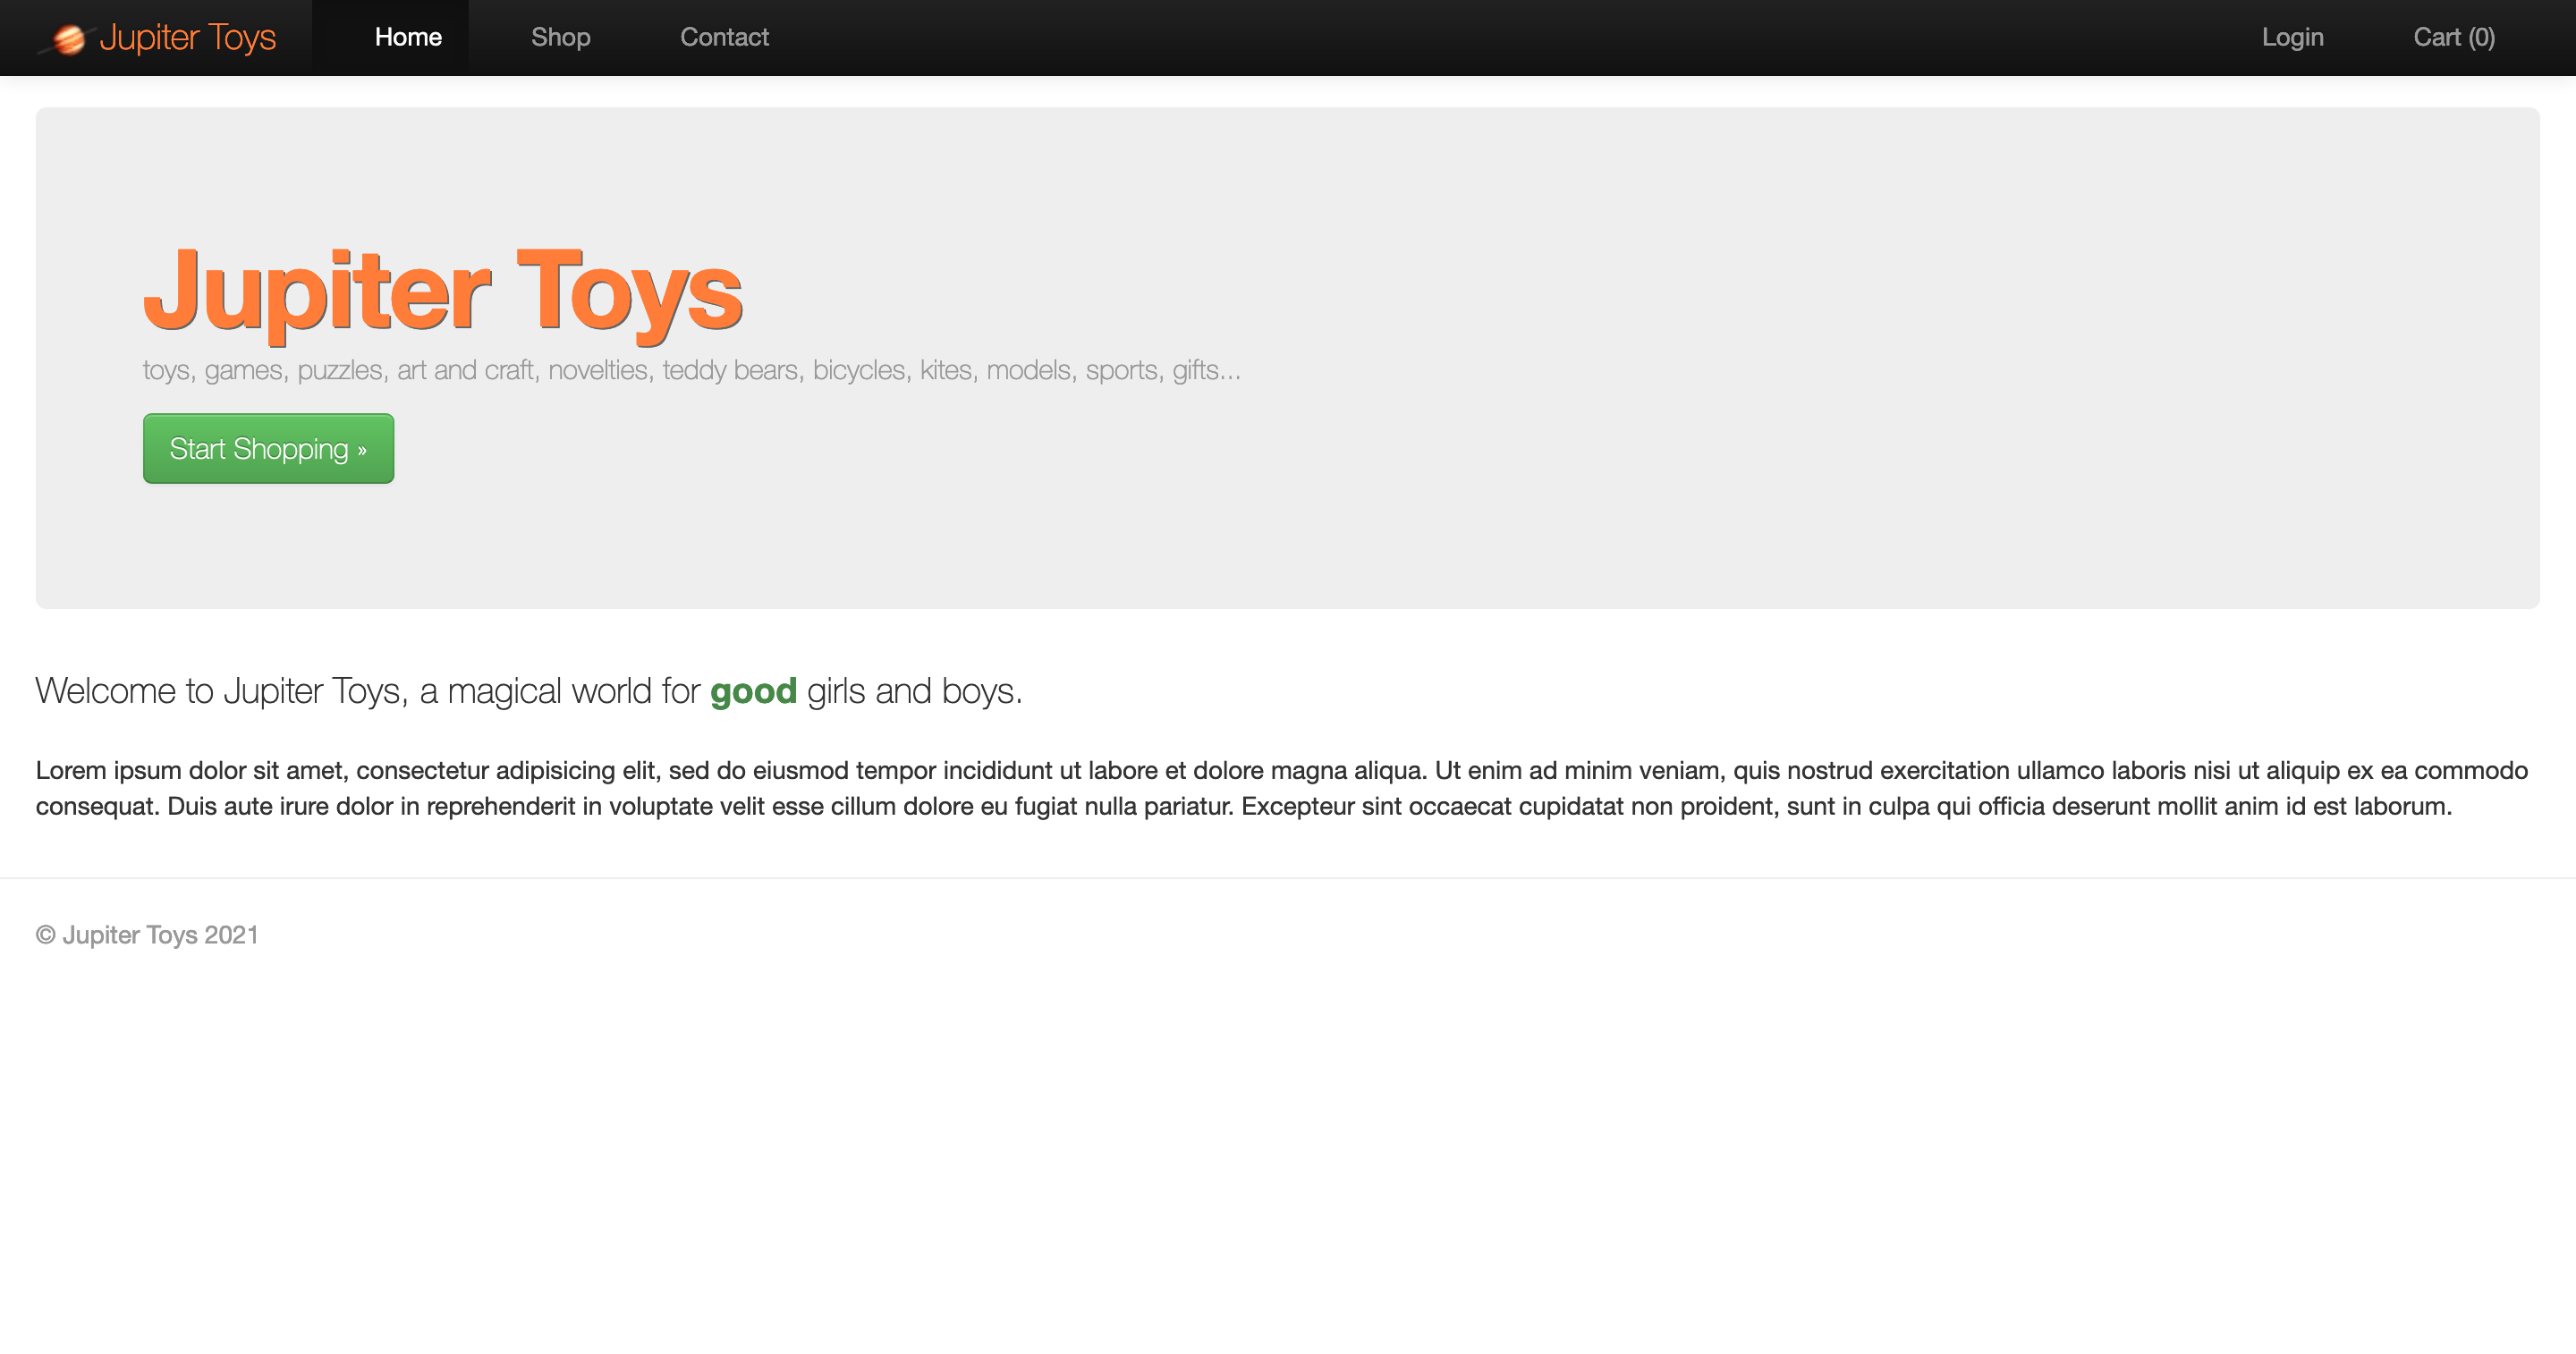 Jupiter Toys Home Shop Contact Login Cart (0)
Jupiter Toys
toys, games, puzzles, art and craft, novelties, teddy bears, bicycles, kites, models, sports, gifts...
Start Shopping »
Welcome to Jupiter Toys, a magical world for good girls and boys.
Lorem ipsum dolor sit amet, consectetur adipisicing elit, sed do eiusmod tempor incididunt ut labore et dolore magna aliqua. Ut enim ad minim veniam, quis nostrud exercitation ullamco laboris nisi ut aliquip ex ea commodo
consequat. Duis aute irure dolor in reprehenderit in voluptate velit esse cillum dolore eu fugiat nulla pariatur. Excepteur sint occaecat cupidatat non proident, sunt in culpa qui officia deserunt mollit anim id est laborum.
© Jupiter Toys 2021